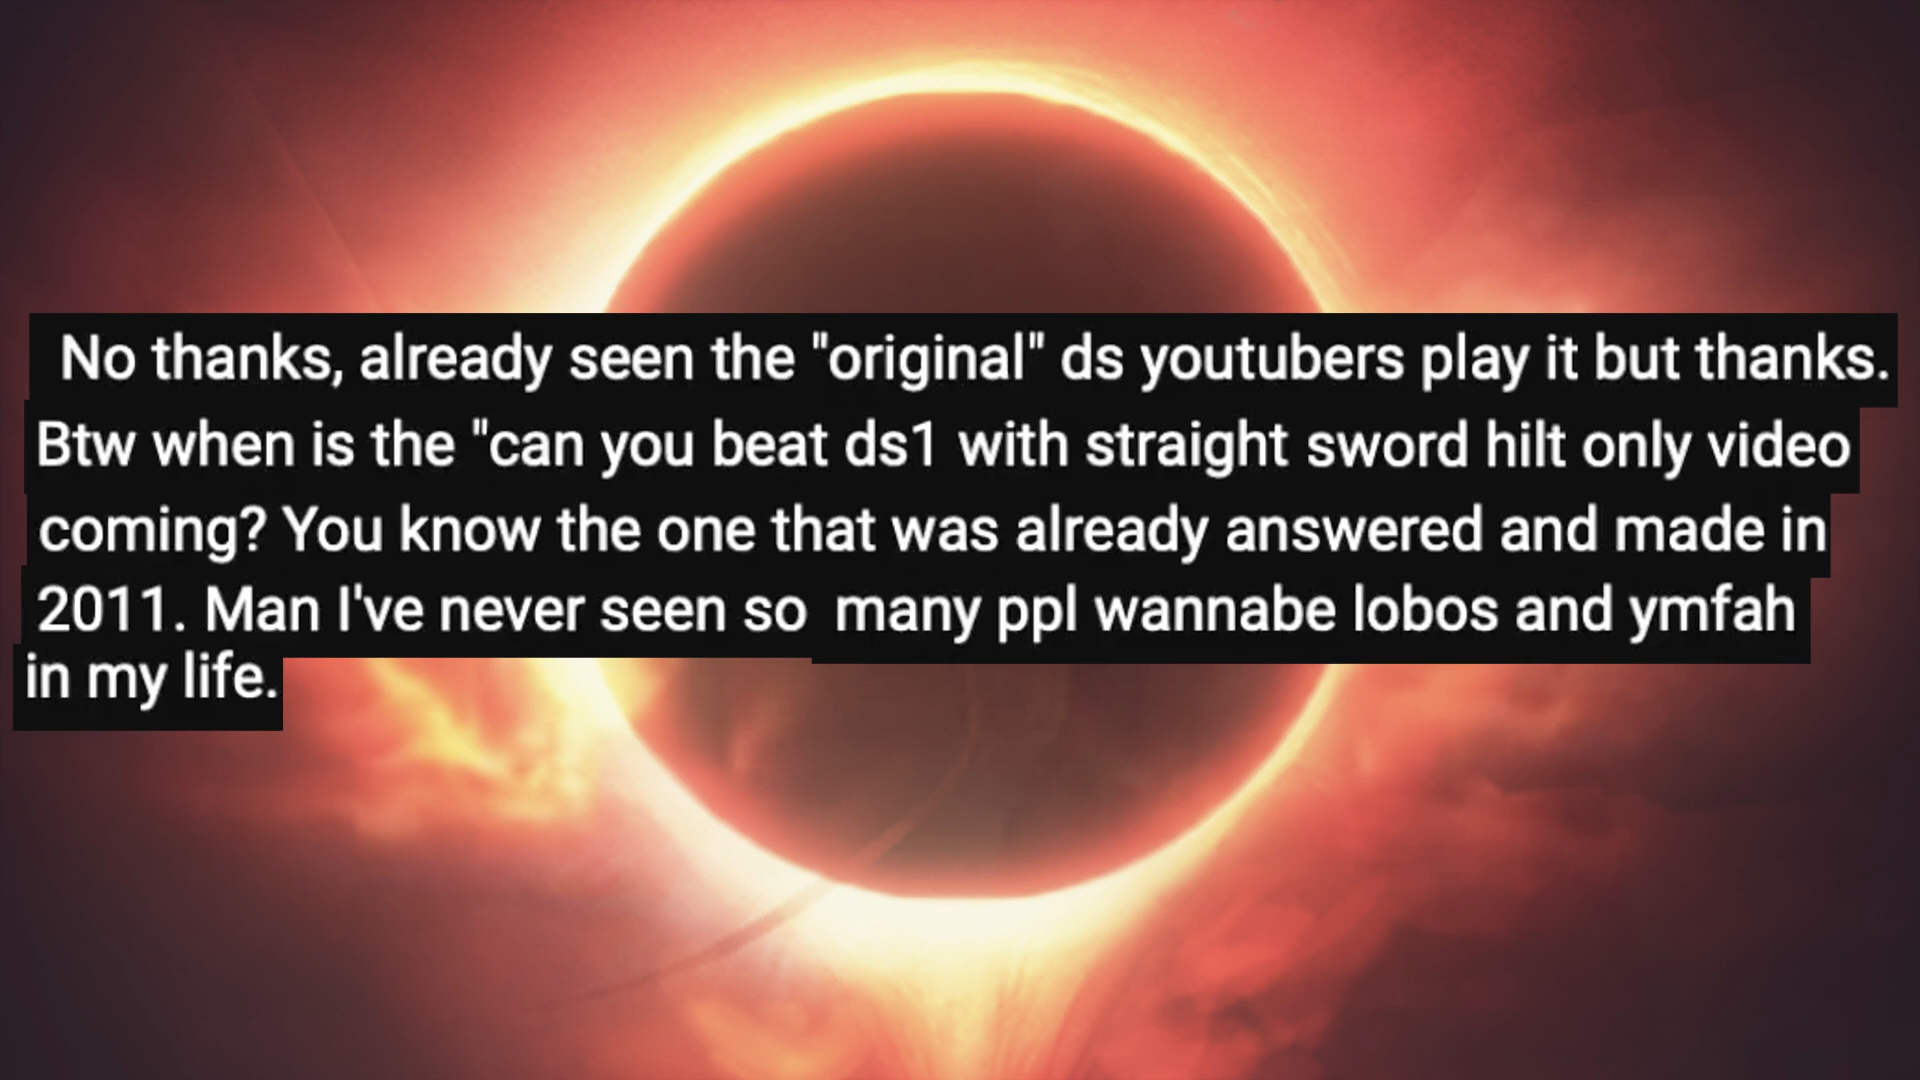 No thanks, already seen the "original" ds youtubers play it but thanks.
Btw when is the "can you beat ds1 with straight sword hilt only video
coming? You know the one that was already answered and made in
2011. Man I've never seen so many ppl wannabe lobos and ymfah
in my life.